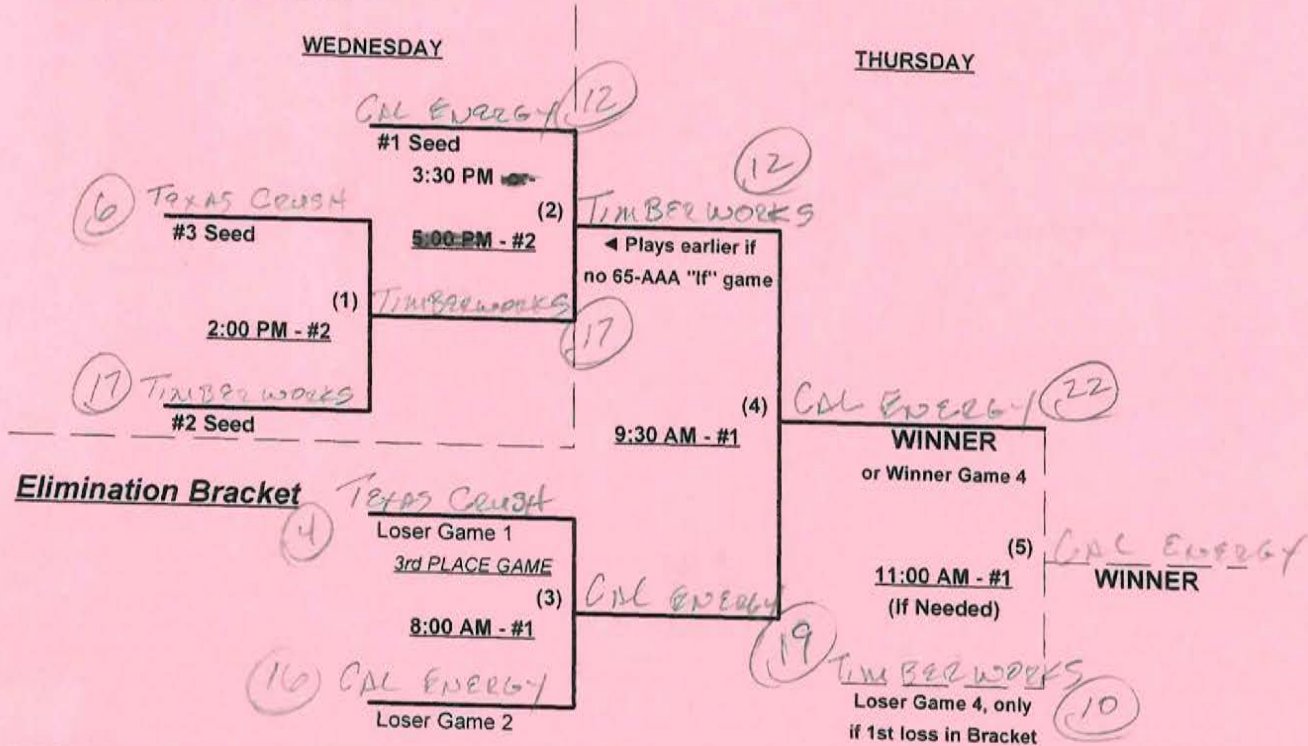 WEDNESDAY
THURSDAY
CAL ENERGY 12
#1 Seed
3:30 PM
12
6 TEXAS CRUSH
#3 Seed
(2)
TIMBERWORKS
5:00 PM - #2
◄ Plays earlier if
no 65-AAA "If" game
(1)
TIMBERWORKS
17
2:00 PM - #2
17 TIMBERWORKS
#2 Seed
(4)
9:30 AM - #1
CAL ENERGY 22
WINNER
or Winner Game 4
Elimination Bracket
TEXAS CRUSH
4
Loser Game 1
3rd PLACE GAME
(3)
CAL ENERGY
8:00 AM - #1
19
16 CAL ENERGY
Loser Game 2
(5)
CAL ENERGY
11:00 AM - #1
WINNER
(If Needed)
TIMBERWORKS
10
Loser Game 4, only
if 1st loss in Bracket